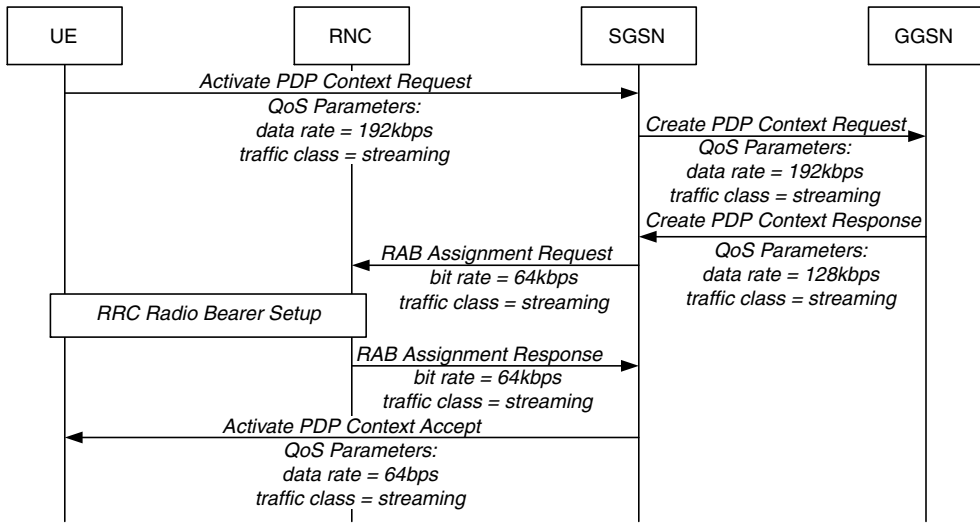 UE
RNC
SGSN
GGSN
Activate PDP Context Request
QoS Parameters:
data rate = 192kbps
traffic class = streaming
Create PDP Context Request
QoS Parameters:
data rate = 192kbps
traffic class = streaming
Create PDP Context Response
QoS Parameters:
data rate = 128kbps
traffic class = streaming
RAB Assignment Request
bit rate = 64kbps
traffic class = streaming
RRC Radio Bearer Setup
RAB Assignment Response
bit rate = 64kbps
traffic class = streaming
Activate PDP Context Accept
QoS Parameters:
data rate = 64bps
traffic class = streaming